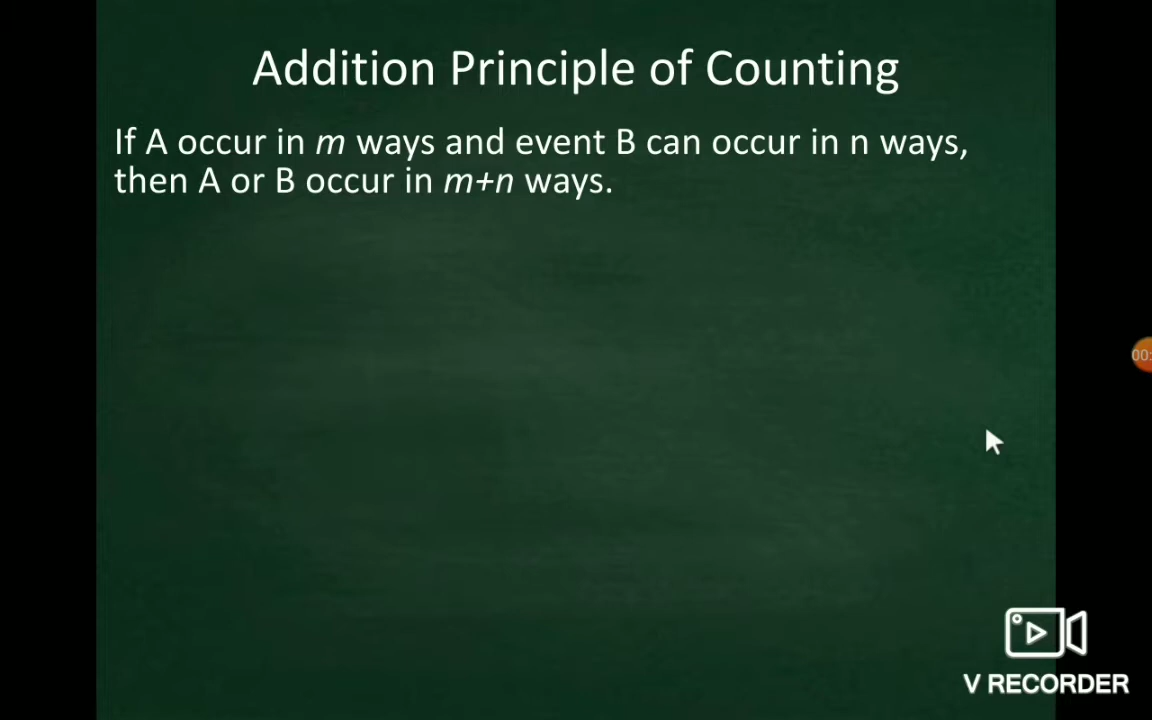 Addition Principle of Counting
If A occur in m ways and event B can occur in n ways,
then A or B occur in m+n ways.
00:
V RECORDER